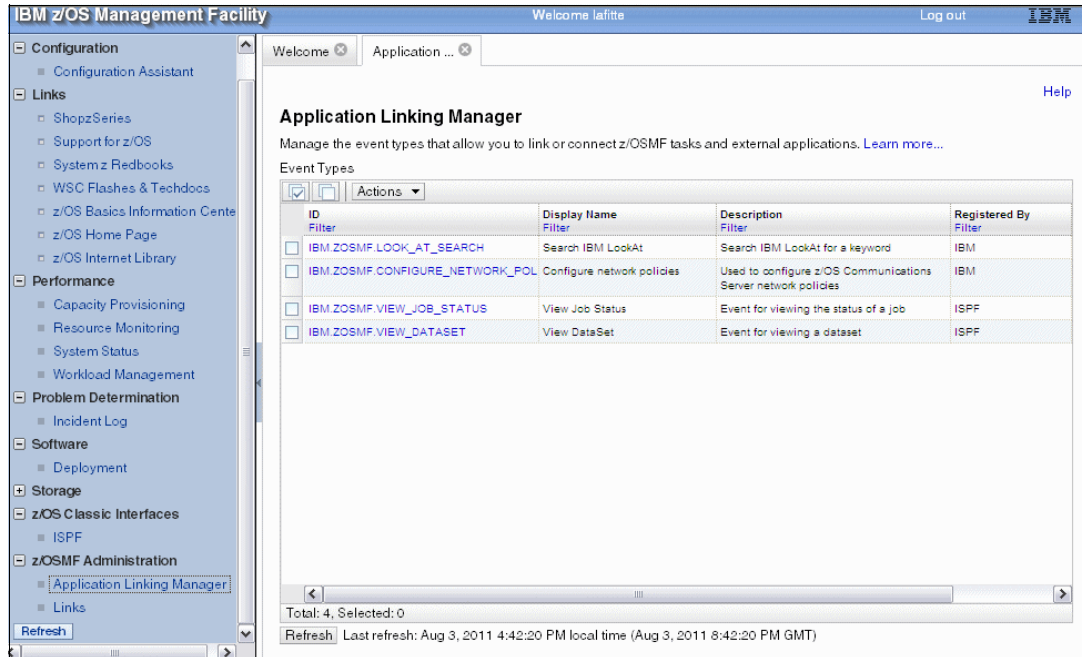 IBM z/OS Management Facility
Welcome lafitte
Log out
IBM
Configuration
Configuration Assistant
Links
ShopzSeries
Support for z/OS
System z Redbooks
WSC Flashes & Techdocs
z/OS Basics Information Cente
z/OS Home Page
z/OS Internet Library
Performance
Capacity Provisioning
Resource Monitoring
System Status
Workload Management
Problem Determination
Incident Log
Software
Deployment
Storage
z/OS Classic Interfaces
ISPF
z/OSMF Administration
Application Linking Manager
Links
Refresh
Welcome
Application ...
Help
Application Linking Manager
Manage the event types that allow you to link or connect z/OSMF tasks and external applications. Learn more...
Event Types
Actions
ID Display Name Description Registered By
Filter Filter Filter Filter
IBM.ZOSMF.LOOK_AT_SEARCH Search IBM LookAt Search IBM LookAt for a keyword IBM
IBM.ZOSMF.CONFIGURE_NETWORK_POL Configure network policies Used to configure z/OS Communications IBM
Server network policies
IBM.ZOSMF.VIEW_JOB_STATUS View Job Status Event for viewing the status of a job ISPF
IBM.ZOSMF.VIEW_DATASET View DataSet Event for viewing a dataset ISPF
Total: 4, Selected: 0
Refresh Last refresh: Aug 3, 2011 4:42:20 PM local time (Aug 3, 2011 8:42:20 PM GMT)